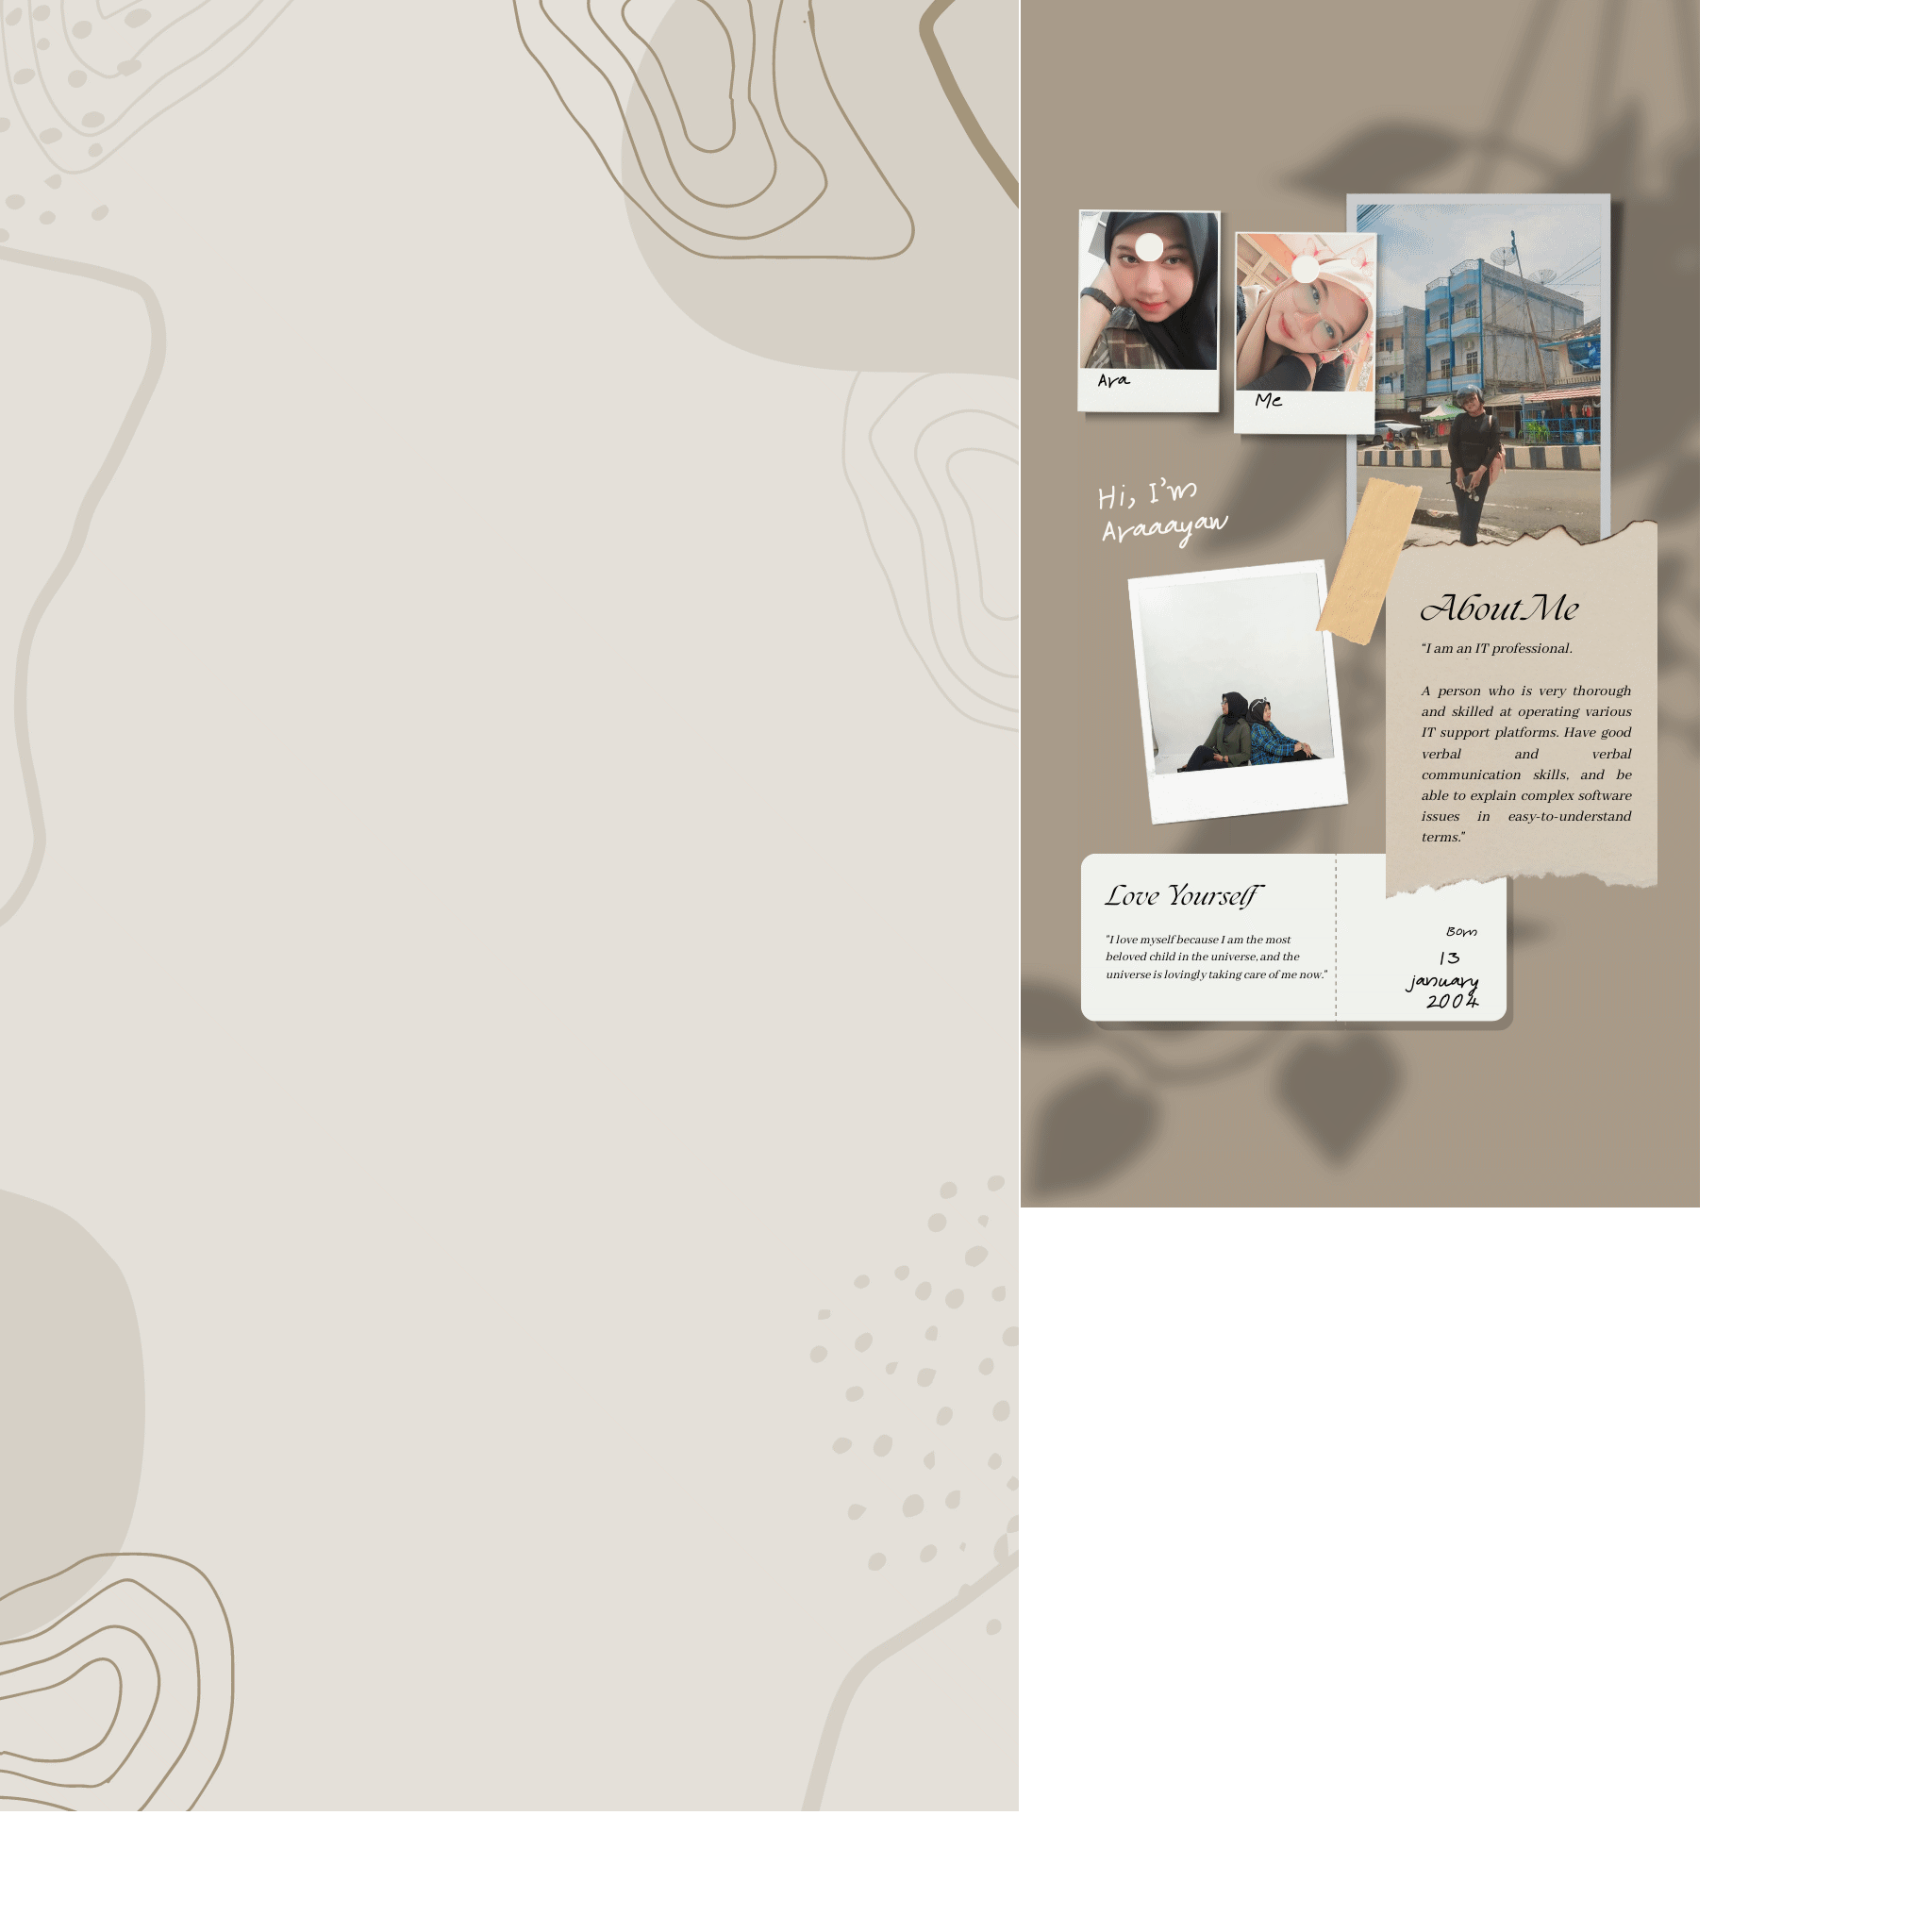 Ara
Me
Hi, I'm
Araaayaw
About Me
"I am an IT professional.
A person who is very thorough
and skilled at operating various
IT support platforms. Have good
verbal and verbal
communication skills, and be
able to explain complex software
issues in easy-to-understand
terms."
Love Yourself
"I love myself because I am the most
beloved child in the universe, and the
universe is lovingly taking care of me now."
Born
13
january
2004